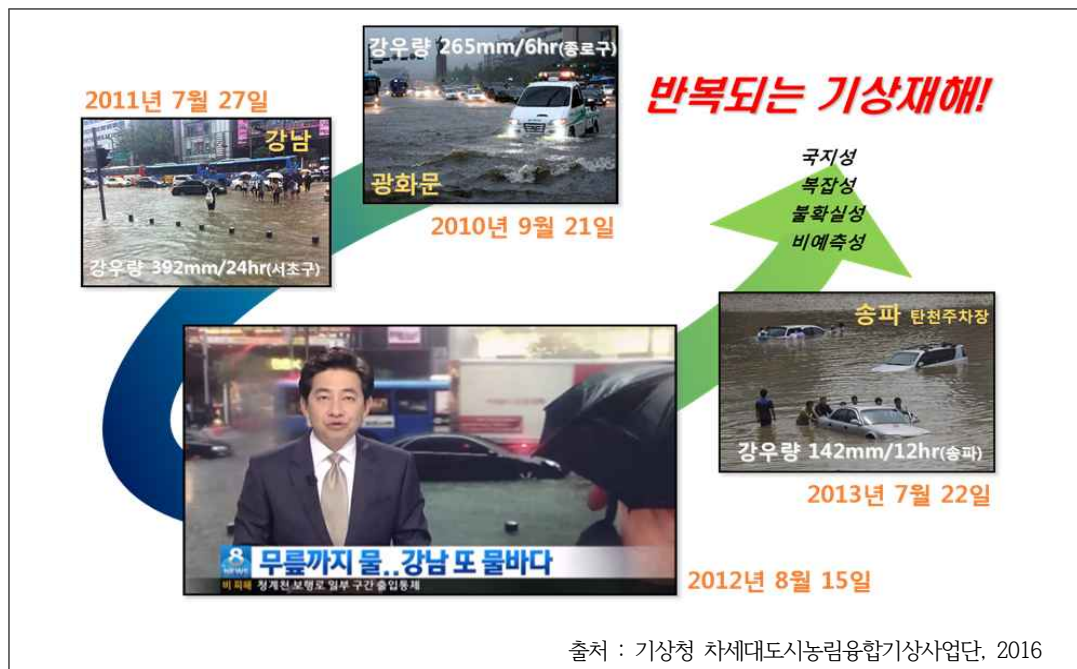 강우량 265mm/6hr(종로구)
광화문
2010년 9월 21일
반복되는 기상재해!
국지성
복잡성
불확실성
비예측성
2011년 7월 27일
강남
강우량 392mm/24hr(서초구)
송파 탄천주차장
강우량 142mm/12hr(송파)
2013년 7월 22일
8 NEWS
무릎까지 물..강남 또 물바다
비 피해 청계천 보행로 일부 구간 출입통제
2012년 8월 15일
출처 : 기상청 차세대도시농림융합기상사업단, 2016